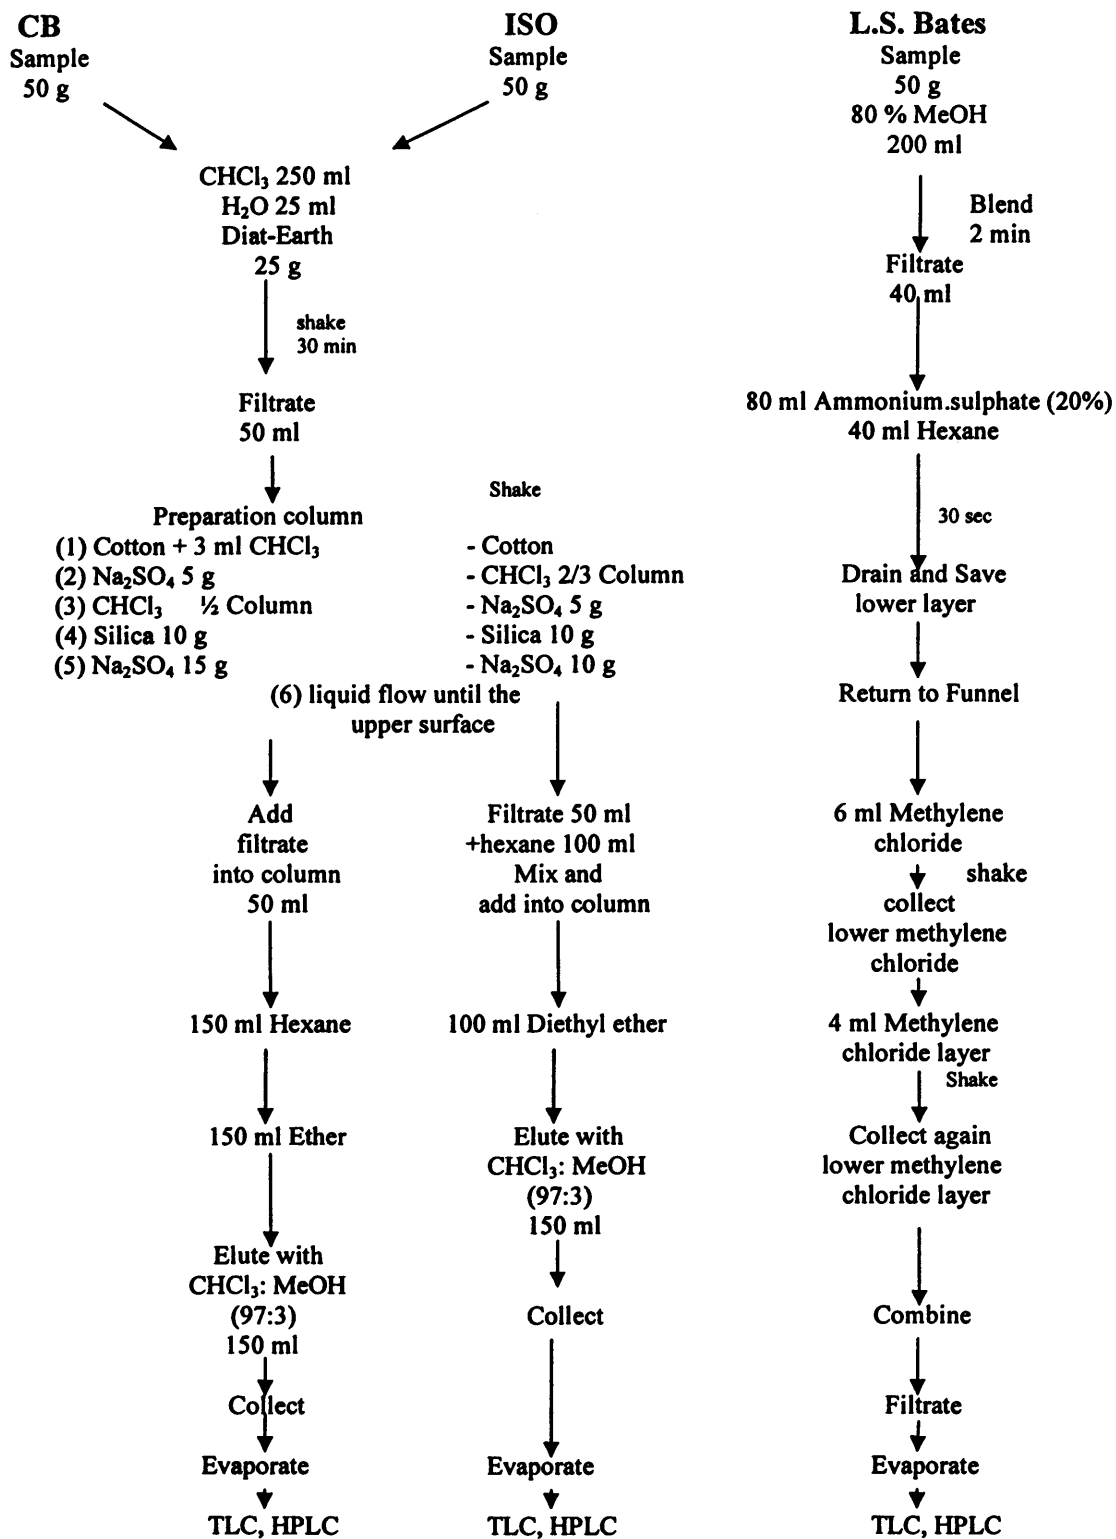 CB
Sample
50 g
ISO
Sample
50 g
CHCl₃ 250 ml
H₂O 25 ml
Diat-Earth
25 g
shake
30 min
Filtrate
50 ml
Preparation column
(1) Cotton + 3 ml CHCl₃
(2) Na₂SO₄ 5 g
(3) CHCl₃ ½ Column
(4) Silica 10 g
(5) Na₂SO₄ 15 g
Shake
- Cotton
- CHCl₃ 2/3 Column
- Na₂SO₄ 5 g
- Silica 10 g
- Na₂SO₄ 10 g
(6) liquid flow until the
upper surface
Add
filtrate
into column
50 ml
150 ml Hexane
150 ml Ether
Elute with
CHCl₃: MeOH
(97:3)
150 ml
Collect
Evaporate
TLC, HPLC
Filtrate 50 ml
+hexane 100 ml
Mix and
add into column
100 ml Diethyl ether
Elute with
CHCl₃: MeOH
(97:3)
150 ml
Collect
Evaporate
TLC, HPLC
L.S. Bates
Sample
50 g
80 % MeOH
200 ml
Blend
2 min
Filtrate
40 ml
80 ml Ammonium.sulphate (20%)
40 ml Hexane
30 sec
Drain and Save
lower layer
Return to Funnel
6 ml Methylene
chloride
shake
collect
lower methylene
chloride
4 ml Methylene
chloride layer
Shake
Collect again
lower methylene
chloride layer
Combine
Filtrate
Evaporate
TLC, HPLC